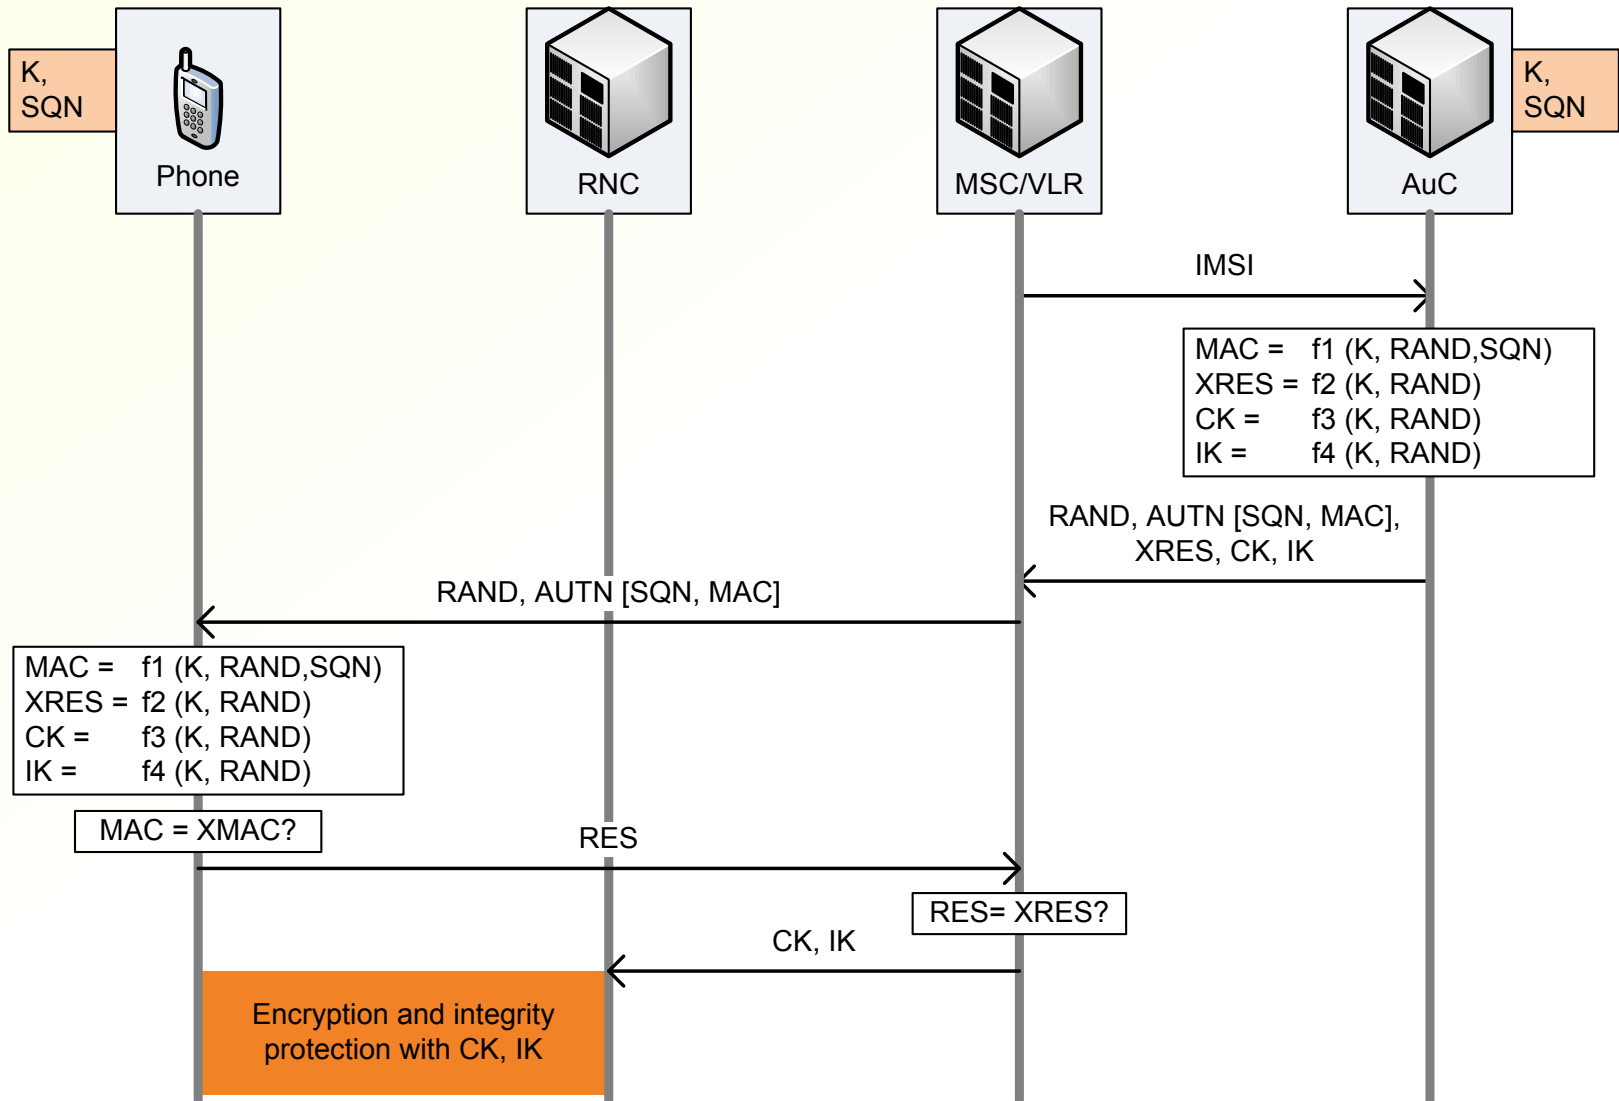 K,
SQN
Phone
RNC
MSC/VLR
AuC
K,
SQN
IMSI
MAC = f1 (K, RAND,SQN)
XRES = f2 (K, RAND)
CK = f3 (K, RAND)
IK = f4 (K, RAND)
RAND, AUTN [SQN, MAC],
XRES, CK, IK
RAND, AUTN [SQN, MAC]
MAC = f1 (K, RAND,SQN)
XRES = f2 (K, RAND)
CK = f3 (K, RAND)
IK = f4 (K, RAND)
MAC = XMAC?
RES
RES= XRES?
CK, IK
Encryption and integrity
protection with CK, IK